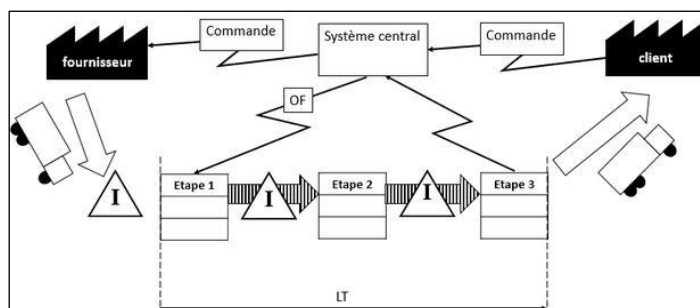 Commande
Système central
Commande
fournisseur
client
OF
Etape 1
Etape 2
Etape 3
I
I
I
LT